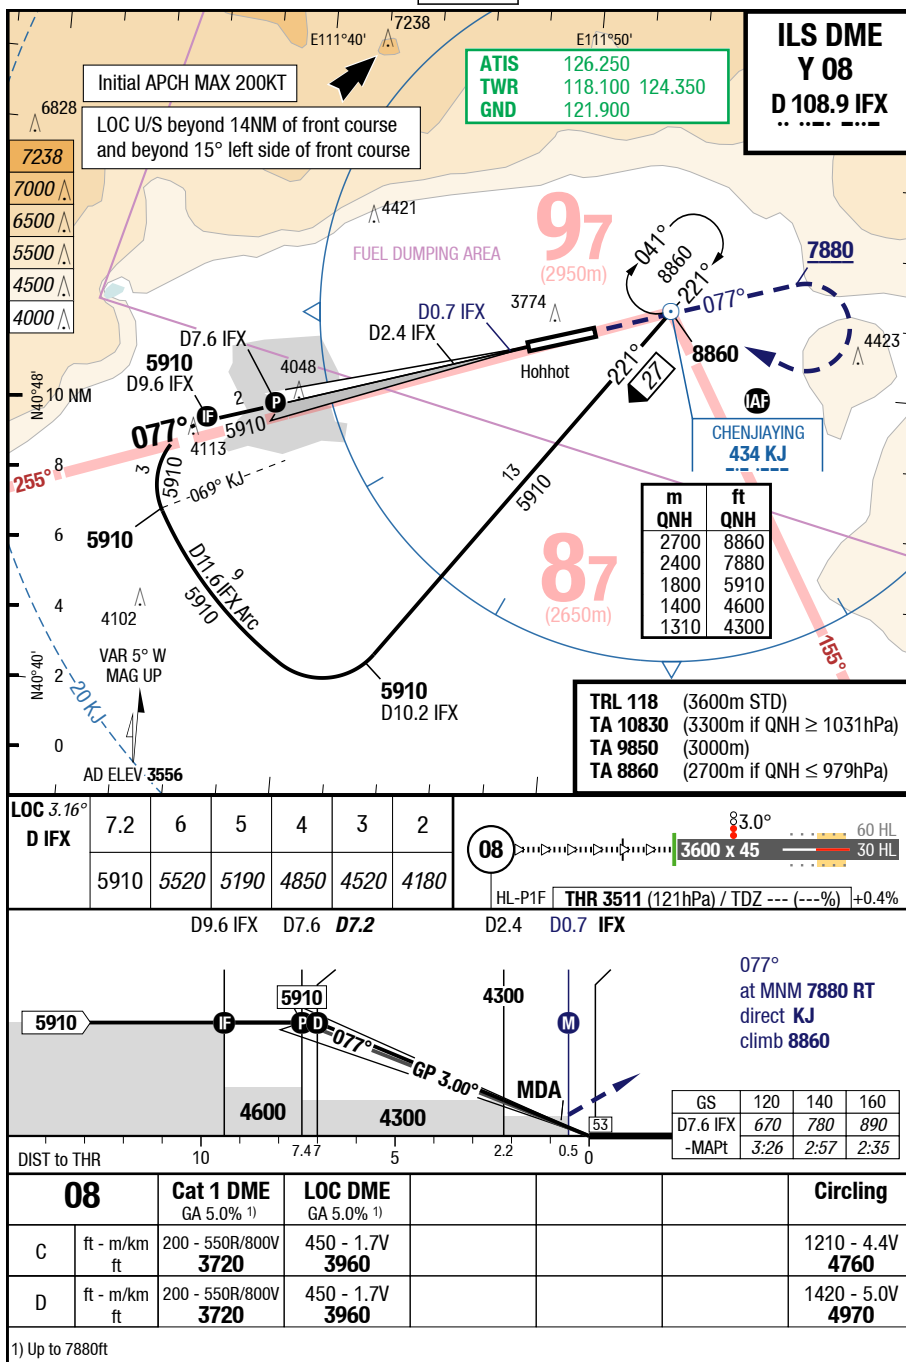 7238
E111°40'
E111°50'
ILS DME
Y 08
D 108.9 IFX
Initial APCH MAX 200KT
ATIS 126.250
TWR 118.100 124.350
GND 121.900
6828
LOC U/S beyond 14NM of front course
and beyond 15° left side of front course
7238
7000
6500
5500
4500
4000
4421
FUEL DUMPING AREA
97
(2950m)
041°
8860
221°
7880
077°
D0.7 IFX
3774
D2.4 IFX
D7.6 IFX
5910
D9.6 IFX
4048
Hohhot
221°
27
8860
4423
N40°48'
10 NM
IF
2
P
077°
5910
4113
IAF
CHENJIAYING
434 KJ
255°
8
3
5910
069° KJ
13
5910
5910
6
D11.6 IFX Arc
9
5910
87
(2650m)
m ft
QNH QNH
2700 8860
2400 7880
1800 5910
1400 4600
1310 4300
4
4102
VAR 5° W
MAG UP
155°
N40°40'
2
20 KJ
5910
D10.2 IFX
0
AD ELEV 3556
TRL 118 (3600m STD)
TA 10830 (3300m if QNH ≥ 1031hPa)
TA 9850 (3000m)
TA 8860 (2700m if QNH ≤ 979hPa)
LOC 3.16°
D IFX
7.2 6 5 4 3 2
5910 5520 5190 4850 4520 4180
08
3.0°
60 HL
3600 x 45
30 HL
HL-P1F
THR 3511 (121hPa) / TDZ --- (---%)
+0.4%
D9.6 IFX D7.6 D7.2 D2.4 D0.7 IFX
077°
at MNM 7880 RT
direct KJ
climb 8860
5910
4300
5910
IF
P
D
M
077°
GP 3.00°
MDA
4600
4300
53
GS 120 140 160
D7.6 IFX 670 780 890
-MAPt 3:26 2:57 2:35
DIST to THR 10 7.4 7 5 2.2 0.5 0
08 Cat 1 DME LOC DME Circling
GA 5.0% 1) GA 5.0% 1)
C ft - m/km 200 - 550R/800V 450 - 1.7V 1210 - 4.4V
ft 3720 3960 4760
D ft - m/km 200 - 550R/800V 450 - 1.7V 1420 - 5.0V
ft 3720 3960 4970
1) Up to 7880ft